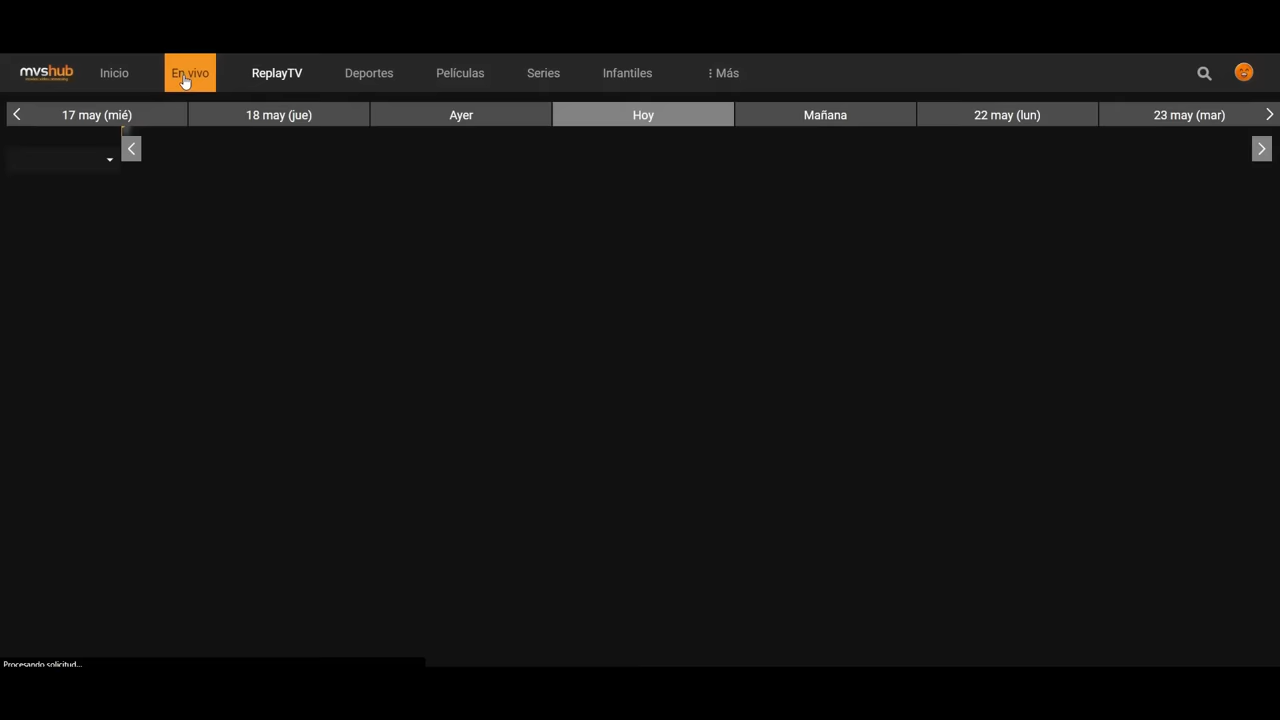 mvshub Inicio En vivo ReplayTV Deportes Películas Series Infantiles ⋮ Más
17 may (mié) 18 may (jue) Ayer Hoy Mañana 22 may (lun) 23 may (mar)
Procesando solicitud...